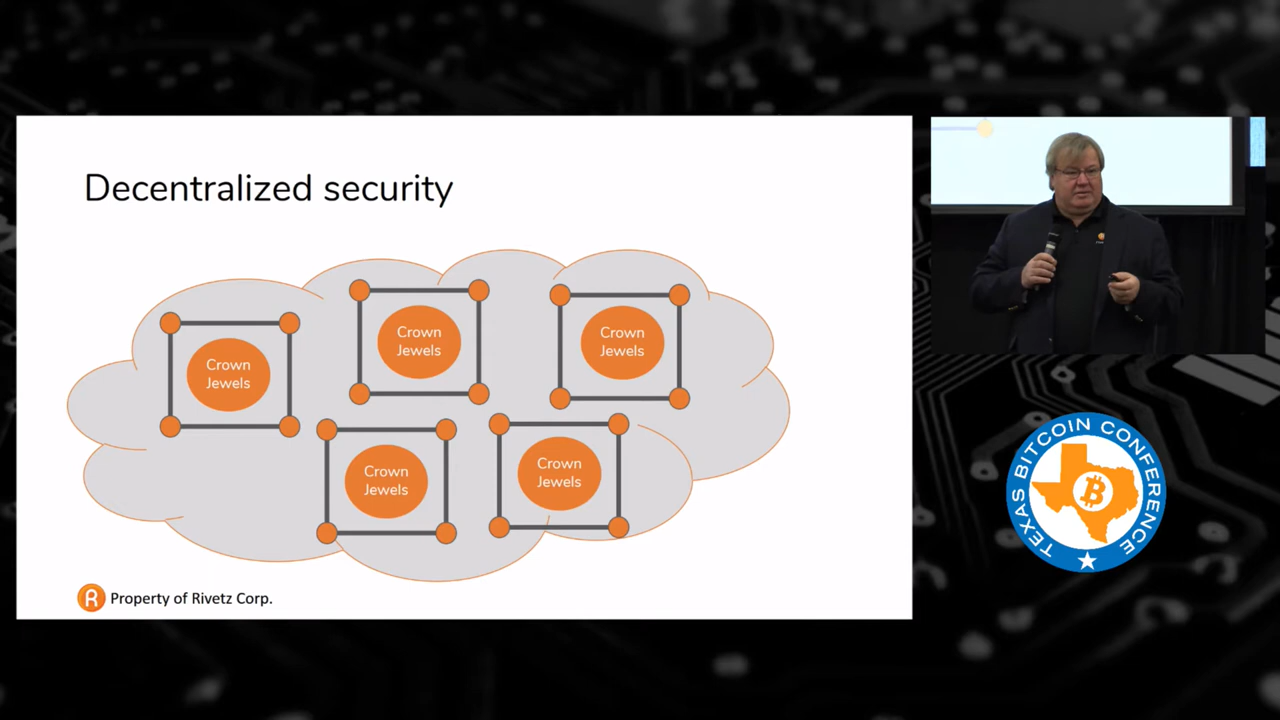 Decentralized security
Crown
Jewels
Crown
Jewels
Crown
Jewels
Crown
Jewels
Crown
Jewels
R Property of Rivetz Corp.
TEXAS BITCOIN CONFERENCE